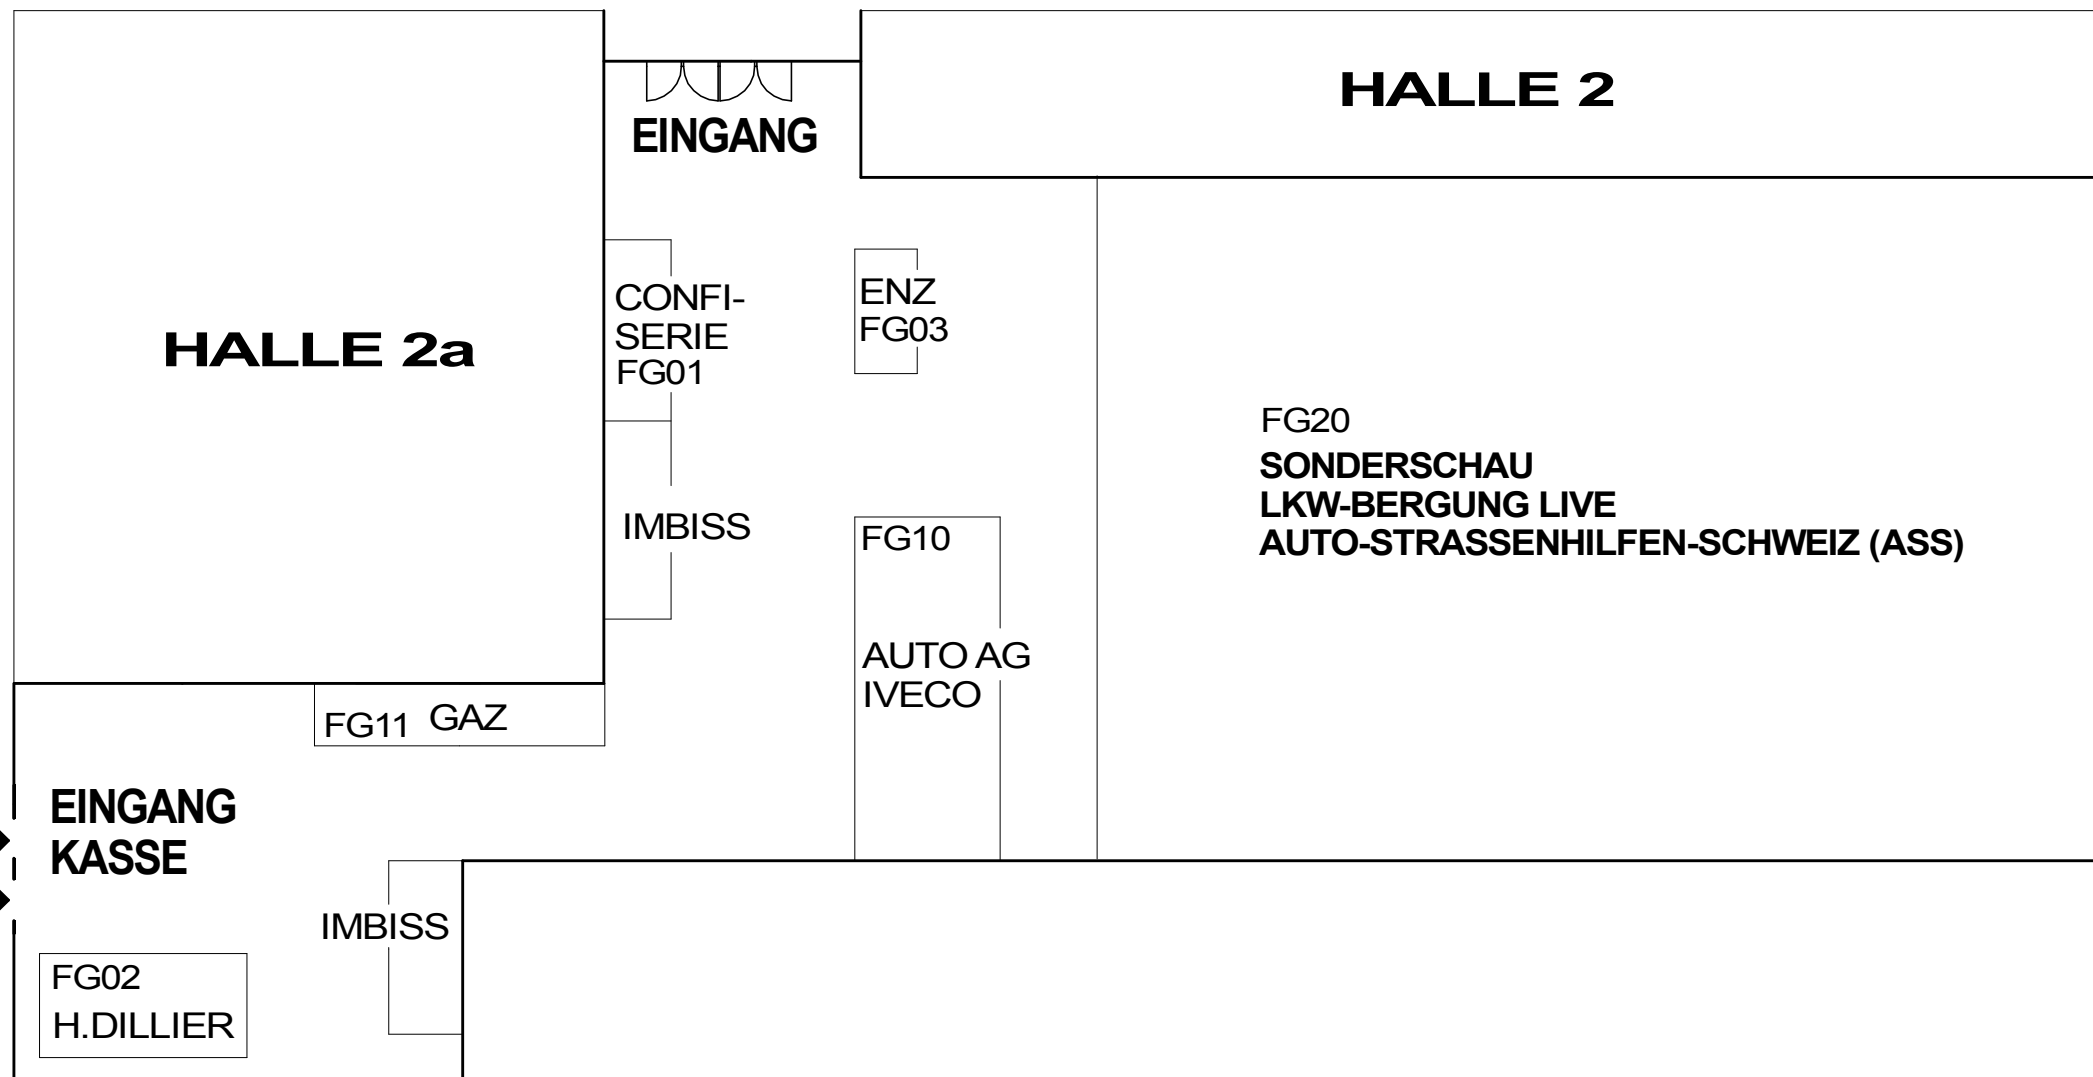 HALLE 2
EINGANG
HALLE 2a
CONFI-
SERIE
FG01
ENZ
FG03
IMBISS
FG10
AUTO AG
IVECO
FG20
SONDERSCHAU
LKW-BERGUNG LIVE
AUTO-STRASSENHILFEN-SCHWEIZ (ASS)
FG11 GAZ
EINGANG
KASSE
IMBISS
FG02
H.DILLIER